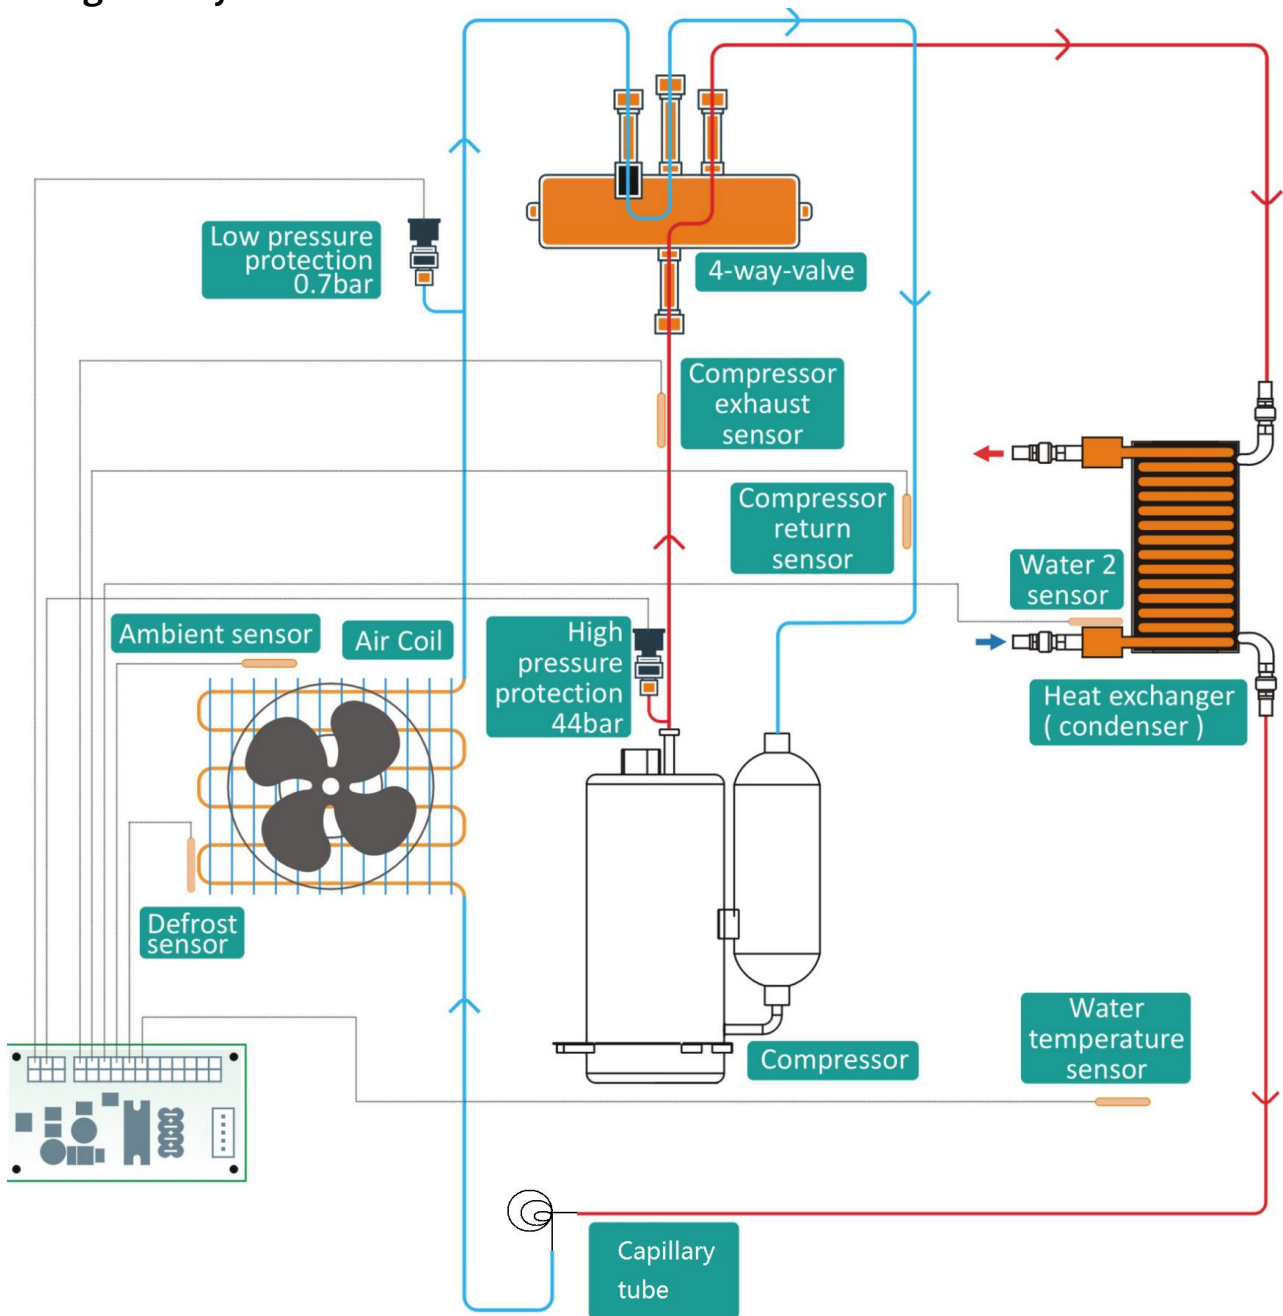 Low pressure
protection
0.7bar
4-way-valve
Compressor
exhaust
sensor
Compressor
return
sensor
Water 2
sensor
Ambient sensor
Air Coil
High
pressure
protection
44bar
Heat exchanger
( condenser )
Defrost
sensor
Water
temperature
sensor
Compressor
Capillary
tube